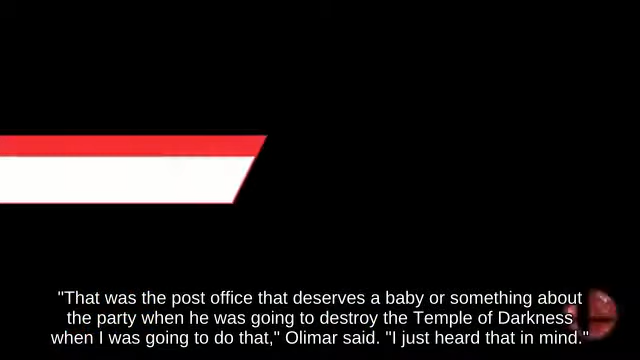 "That was the post office that deserves a baby or something about
the party when he was going to destroy the Temple of Darkness
when I was going to do that," Olimar said. "I just heard that in mind."